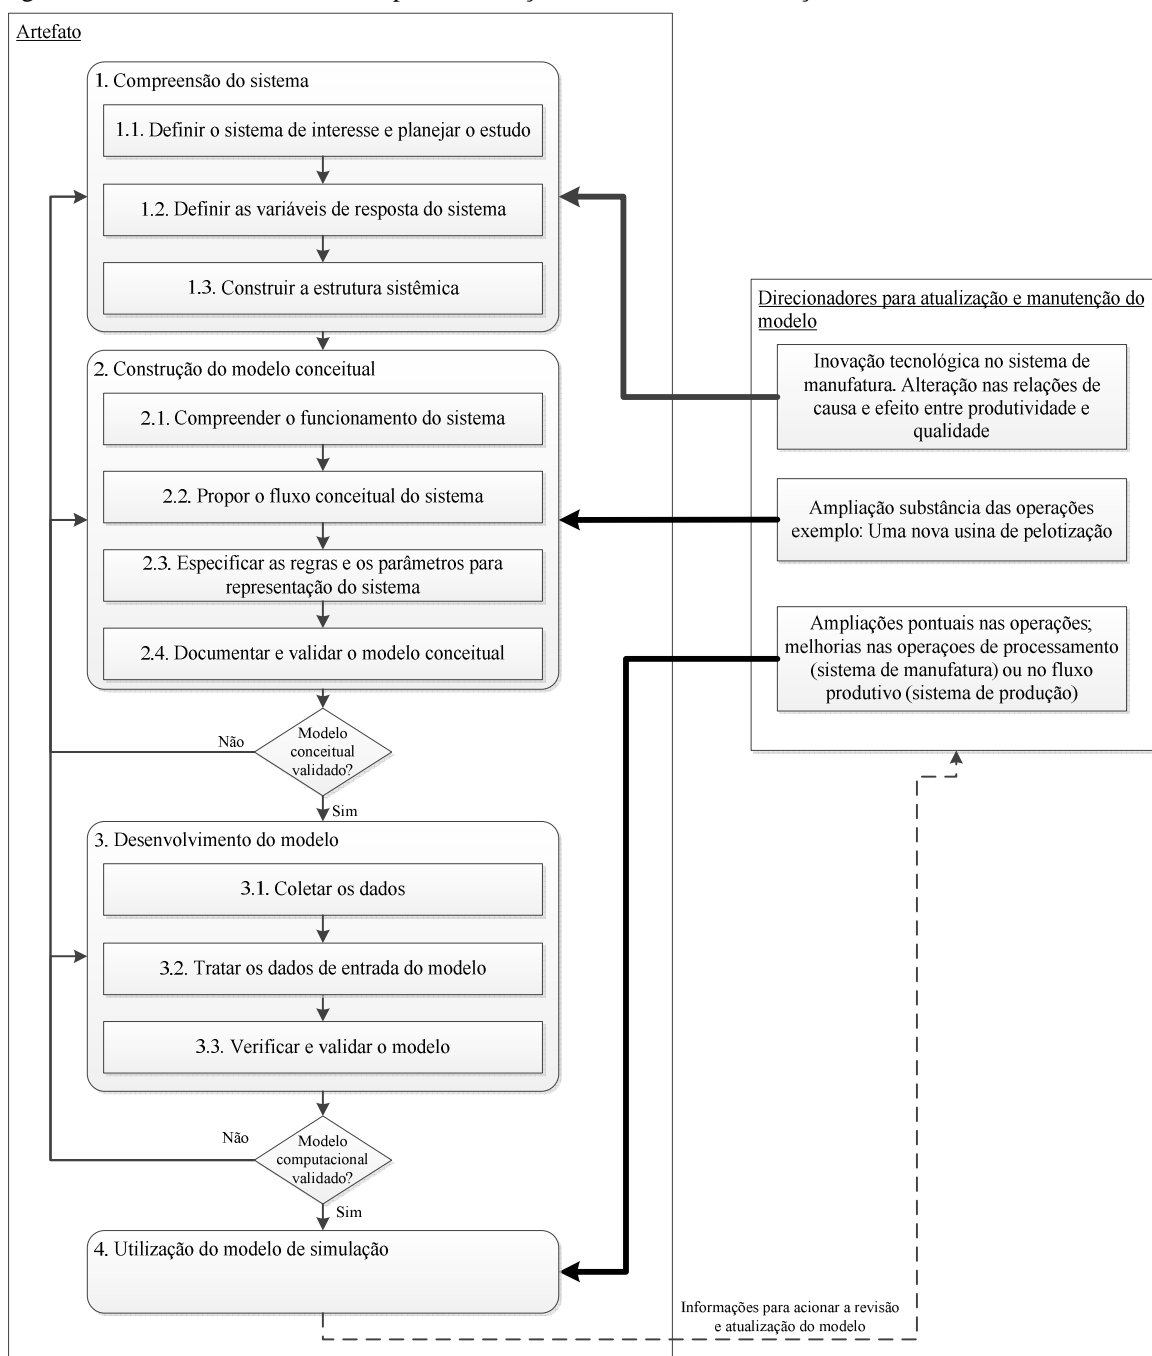 Artefato
1. Compreensão do sistema
1.1. Definir o sistema de interesse e planejar o estudo
1.2. Definir as variáveis de resposta do sistema
1.3. Construir a estrutura sistêmica
2. Construção do modelo conceitual
2.1. Compreender o funcionamento do sistema
2.2. Propor o fluxo conceitual do sistema
2.3. Especificar as regras e os parâmetros para
representação do sistema
2.4. Documentar e validar o modelo conceitual
Não
Modelo
conceitual
validado?
Sim
3. Desenvolvimento do modelo
3.1. Coletar os dados
3.2. Tratar os dados de entrada do modelo
3.3. Verificar e validar o modelo
Não
Modelo
computacional
validado?
Sim
4. Utilização do modelo de simulação
Direcionadores para atualização e manutenção do
modelo
Inovação tecnológica no sistema de
manufatura. Alteração nas relações de
causa e efeito entre produtividade e
qualidade
Ampliação substância das operações
exemplo: Uma nova usina de pelotização
Ampliações pontuais nas operações;
melhorias nas operaçoes de processamento
(sistema de manufatura) ou no fluxo
produtivo (sistema de produção)
Informações para acionar a revisão
e atualização do modelo